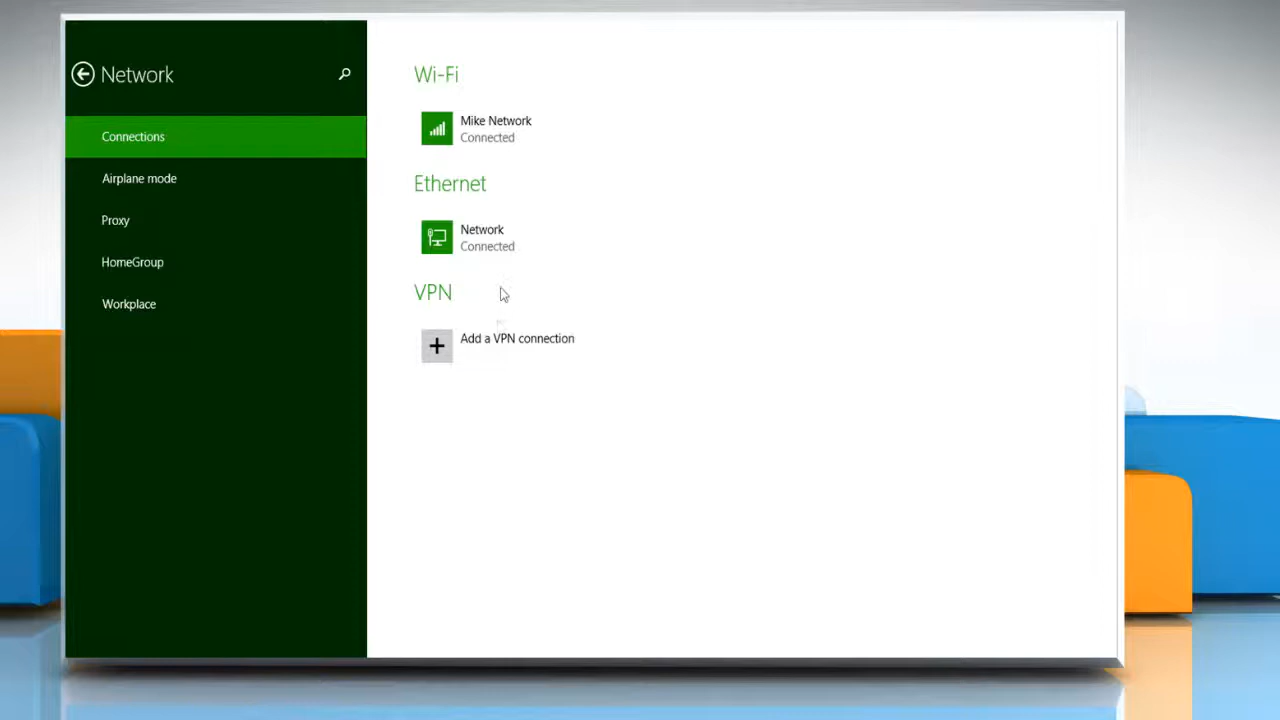 Network
Connections
Airplane mode
Proxy
HomeGroup
Workplace
Wi-Fi
Mike Network
Connected
Ethernet
Network
Connected
VPN
Add a VPN connection